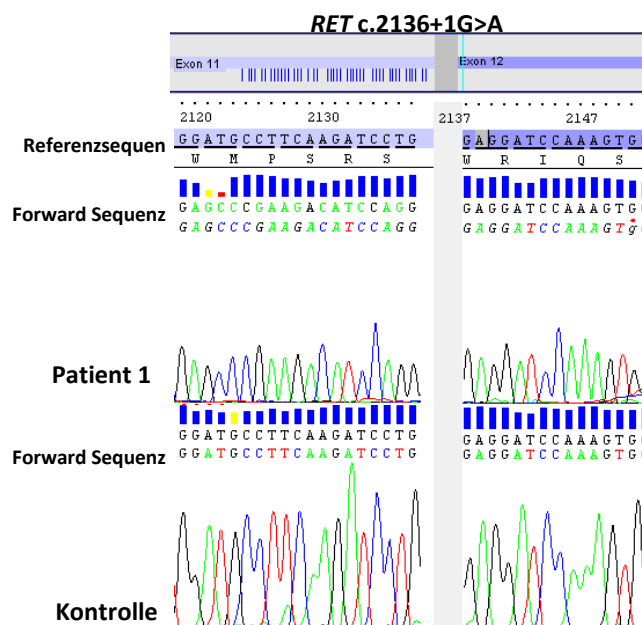 RET c.2136+1G>A
Exon 11 Exon 12
2120 2130 2137 2147
Referenzsequen GGATGCCTTCAAGATCCTG GAGGATCCAAAGTG
W M P S R S W R I Q S
Forward Sequenz GAGCCCGAAGACATCCAGG GAGGATCCAAAGTG
GAGCCCGAAGACATCCAGG GAGGATCCAAAGTg
Patient 1
GGATGCCTTCAAGATCCTG GAGGATCCAAAGTG
Forward Sequenz GGATGCCTTCAAGATCCTG GAGGATCCAAAGTG
Kontrolle